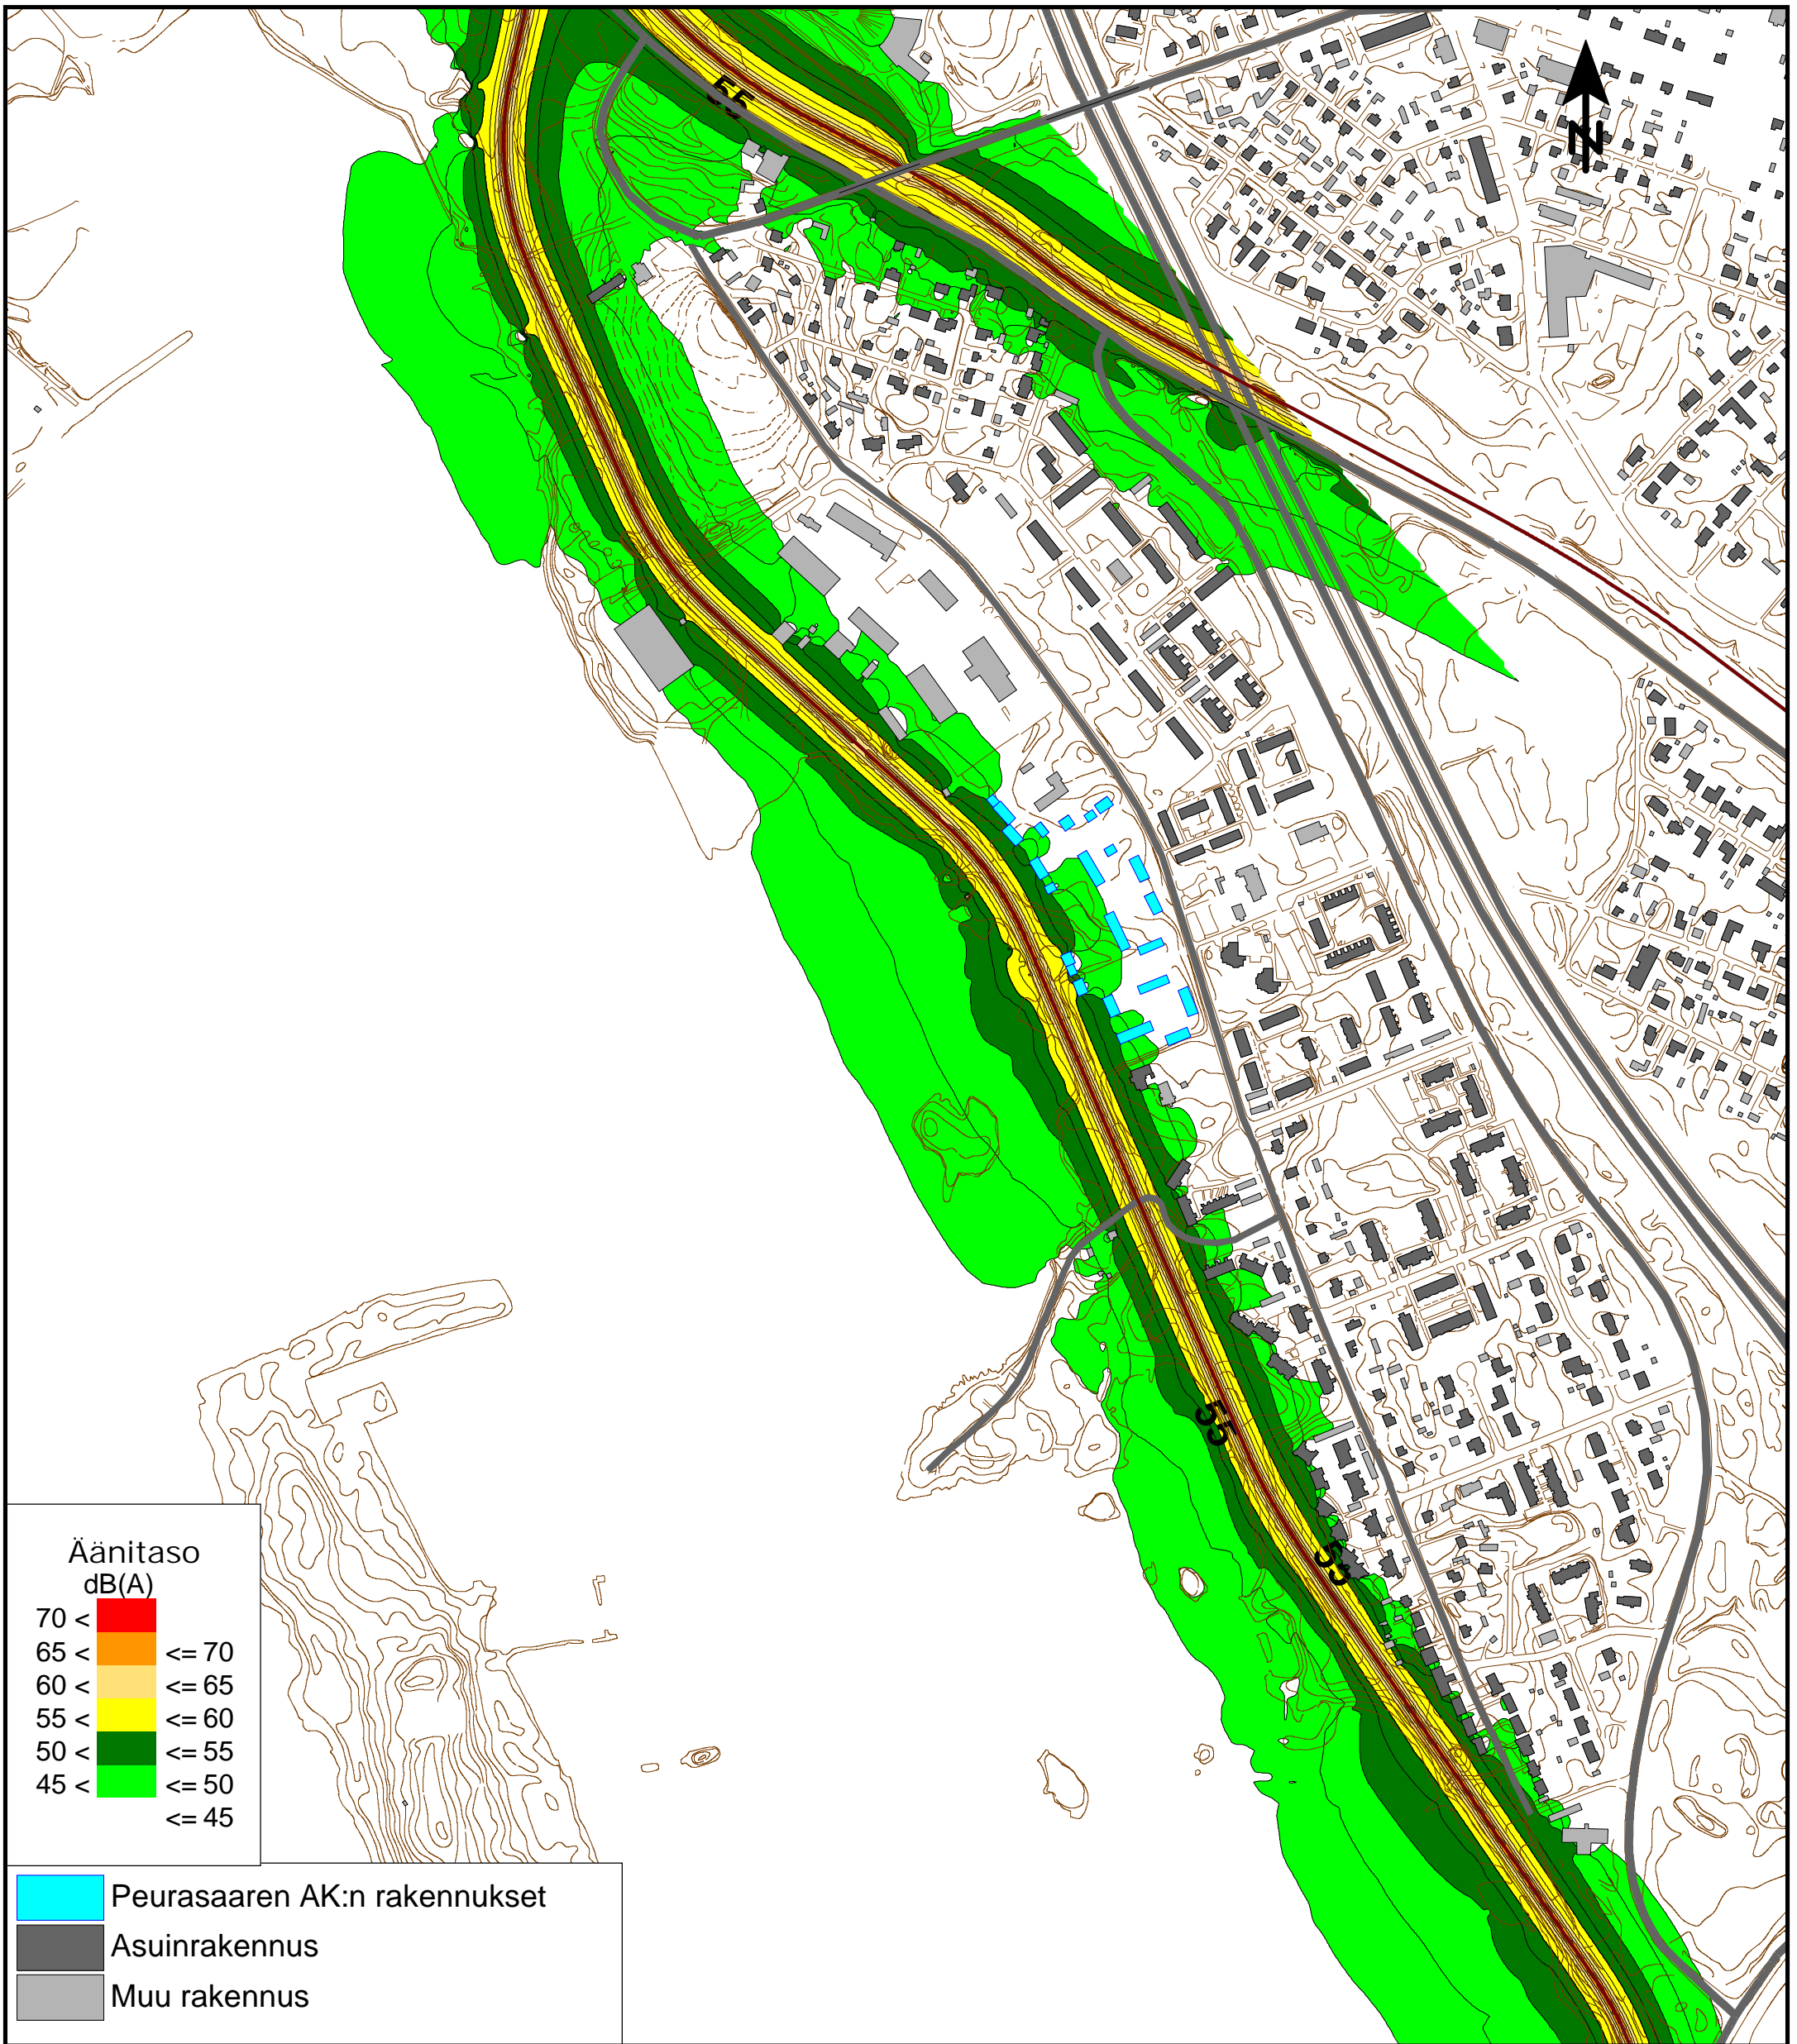 55
N
55
55
Äänitaso
dB(A)
70 <
65 < <= 70
60 < <= 65
55 < <= 60
50 < <= 55
45 < <= 50
<= 45
Peurasaaren AK:n rakennukset
Asuinrakennus
Muu rakennus